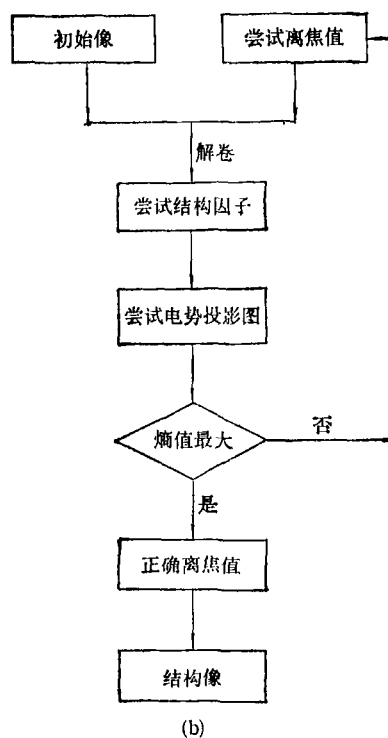 初始像
尝试离焦值
解卷
尝试结构因子
尝试电势投影图
熵值最大
否
是
正确离焦值
结构像
(b)